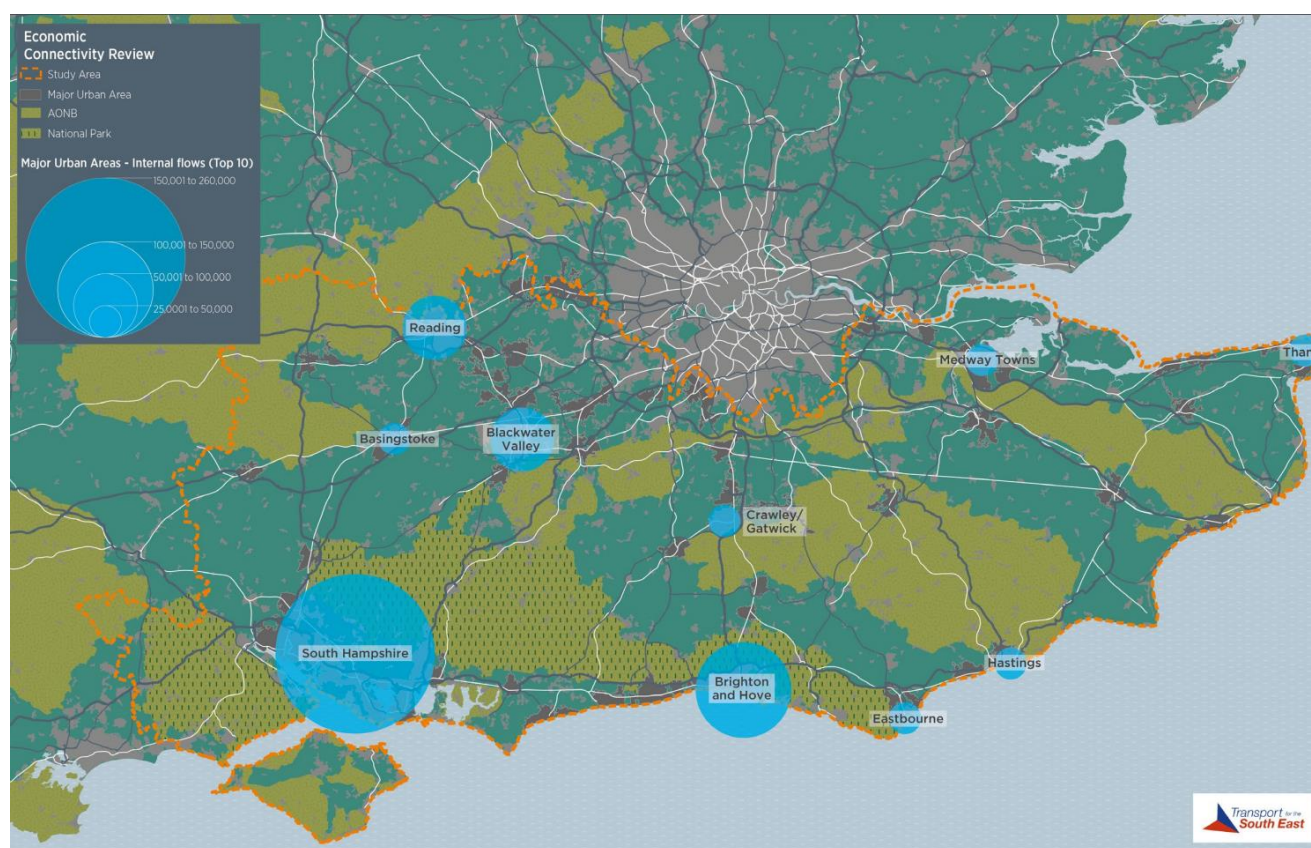 Economic
Connectivity Review
Study Area
Major Urban Area
AONB
National Park
Major Urban Areas - Internal flows (Top 10)
150,001 to 260,000
100,001 to 150,000
50,001 to 100,000
25,0001 to 50,000
Reading
Medway Towns
Than
Basingstoke
Blackwater
Valley
Crawley/
Gatwick
South Hampshire
Hastings
Brighton
and Hove
Eastbourne
Transport for the
South East